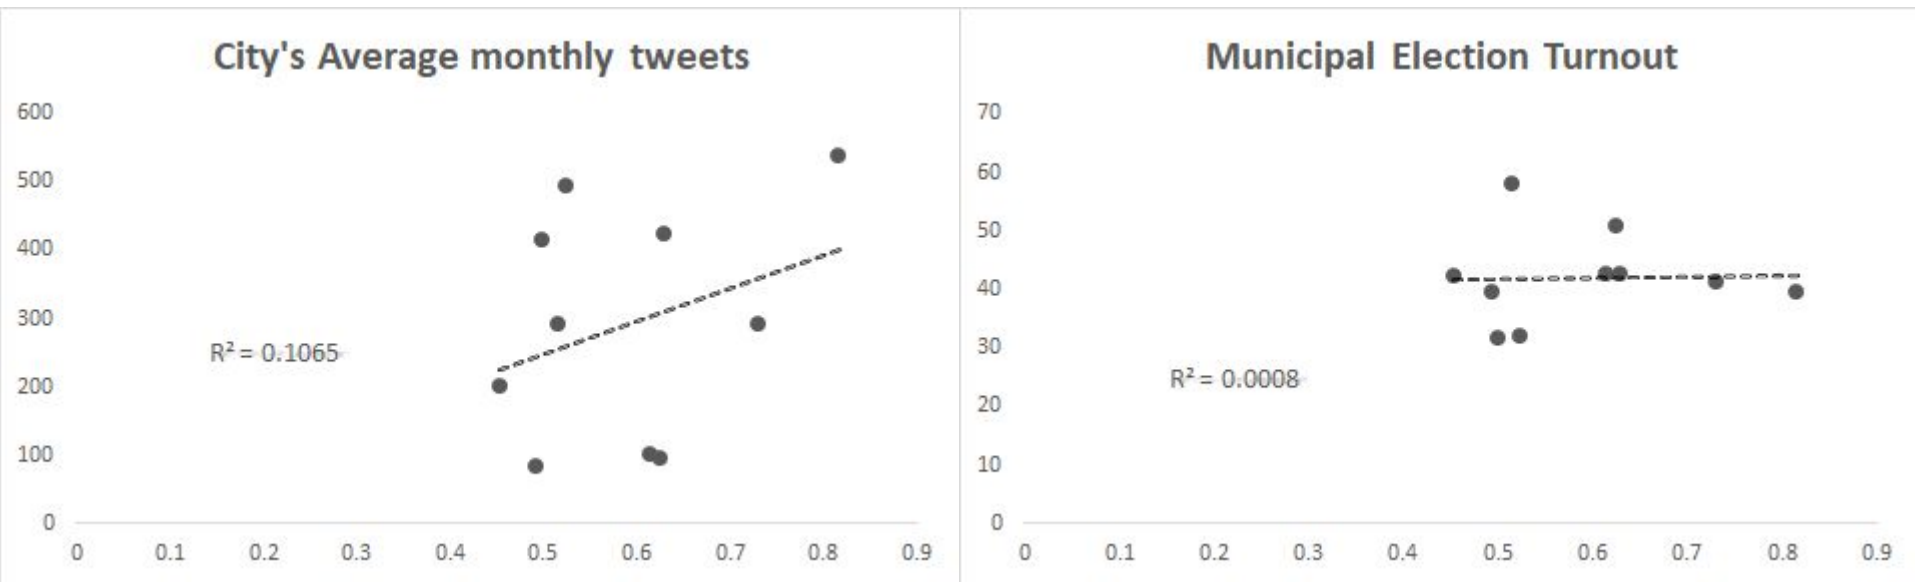 City's Average monthly tweets
600
500
400
300
200
100
0
R² = 0.1065
0 0.1 0.2 0.3 0.4 0.5 0.6 0.7 0.8 0.9
Municipal Election Turnout
70
60
50
40
30
20
10
0
R² = 0.0008
0 0.1 0.2 0.3 0.4 0.5 0.6 0.7 0.8 0.9